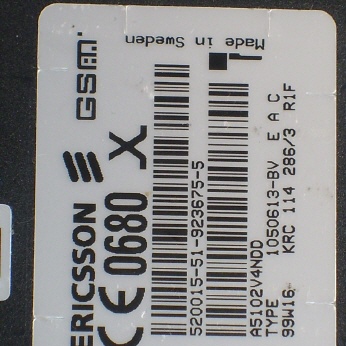 ERICSSON
GSM
CE 0680 X
520015-51-923675-5
Made in Sweden
A5102V4NDD
TYPE 1050613-BV E A C
99W16 KRC 114 286/3 R1F